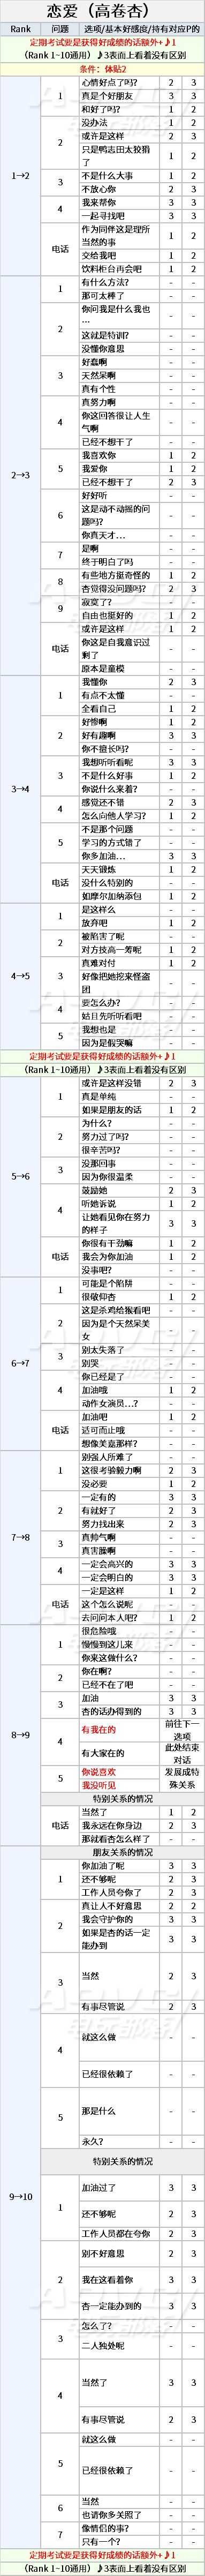 恋爱（高卷杏）
Rank 问题 选项/基本好感度/持有对应P的
定期考试要是获得好成绩的话额外+♪1
（Rank 1~10通用）♪3表面上看着没有区别
条件：体贴2
1→2
1 心情好点了吗？ 2 3
真是个好朋友 3 3
和好了吗？ 1 2
2 没办法 1 2
或许是这样 2 3
只是鸭志田太狡猾了 1 2
3 不是什么大事 1 2
不放心你 2 3
4 我来帮你 3 3
一起寻找吧 3 3
电话 作为同伴这是理所当然的事 1 2
交给我吧 1 2
饮料柜台再会吧 1 2
2→3
1 有什么方法？ - -
那可太棒了 - -
2 你问我是什么我也… - -
这就是特训？ - -
没懂你意思 - -
3 好蠢啊 - -
天然呆啊 - -
真有个性 - -
4 真努力啊 - -
你这回答很让人生气啊 - -
已经不想干了 - -
5 我喜欢你 1 2
我爱你 1 2
已经不想干了 2 3
6 好好听 - -
这是动不动摇的问题吗？ - -
你真天才… - -
7 是啊 - -
终于明白了吗 - -
8 有些地方挺奇怪的 1 2
杏觉得没问题吗？ 2 3
9 寂寞了？ - -
自由也挺好的 1 2
电话 或许是这样 1 2
你这是自我意识过剩了 - -
原本是童模 - -
3→4
1 我懂你 2 3
有点不太懂 - -
全看自己 1 2
2 好惨啊 1 2
好有趣啊 3 3
你不擅长吗？ - -
3 我想听听看呢 3 3
不是什么好事 1 2
你说什么来着？ - -
4 感觉还不错 2 3
怎么向他人学习？ 1 2
5 不是那个问题 - -
学习的方式错了 - -
你多加油… 3 3
电话 天天锻炼 1 2
没什么特别的 - -
如摩尔加纳添包 1 2
4→5
1 是这样么 - -
放弃吧 1 2
2 被陷害了呢 - -
对方技高一筹呢 1 2
3 真难对付 1 2
好像把她挖来怪盗团 - -
4 要怎么办？ - -
姑且先听听看吧 - -
5 我想也是 - -
因为是假哭嘛 - -
定期考试要是获得好成绩的话额外+♪1
（Rank 1~10通用）♪3表面上看着没有区别
5→6
1 或许是这样没错 2 3
真是单纯 - -
如果是朋友的话 1 2
2 为什么？ - -
努力过了吗？ - -
很辛苦吗？ - -
3 没那回事 - -
因为你很温柔 - -
4 鼓励她 2 3
听她诉说 1 2
让她看见你在努力的样子 3 3
电话 你很有干劲嘛 1 2
我会为你加油 1 2
没事吧？ - -
6→7
1 可能是个陷阱 - -
很敬仰杏 1 2
2 这是杀鸡给猴看吧 - -
因为是个天然呆美女 - -
3 别太失落了 - -
别哭 - -
4 你已经是了 - -
加油哦 1 2
动作女演员…？ - -
电话 加油吧 1 2
适可而止哦 - -
想像美嘉那样？ - -
7→8
1 别强人所难了 - -
这很考验毅力啊 2 3
没必要 1 2
2 一定有的 3 3
有就好了 2 3
努力找出来 2 3
3 真帅气啊 - -
真害臊啊 - -
4 一定会高兴的 3 3
一定会明白的 3 3
电话 一定是这样 1 2
这个怎么说呢 - -
去问问本人吧？ 1 2
8→9
1 很危险哦 - -
慢慢到这儿来 - -
你来这做什么？ - -
2 你在啊？ - -
已经不在了吧 - -
3 加油 3 3
杏的话办得到的 3 3
4 有我在的 前往下一选项
有大家在的 此处结束对话
5 你说喜欢 发展成特殊关系
我没听见
特别关系的情况
电话 当然了 1 2
我永远在你身边 2 3
那就看杏怎么样了 - -
9→10
朋友关系的情况
1 你加油了呢 3 3
还不够呢 2 3
工作人员夸你了 2 3
2 真让人不好意思 2 2
我会守护你的 3 3
如果是杏的话一定能办到 3 3
3 当然 2 3
有事尽管说 2 3
4 就这么做 - -
已经很依赖了 - -
5 那是什么 - -
永久？ - -
特别关系的情况
1 加油过了 3 3
还不够呢 2 3
工作人员都在夸你 2 3
2 别不好意思 2 3
我在这看着你 3 3
杏一定能办到的 3 3
3 怎么了？ - -
二人独处呢 - -
4 当然了 3 3
有事尽管说 2 3
5 就这么做 - -
已经很依赖了 - -
6 当然 - -
也请你多关照了 - -
7 像情侣的事？ - -
只有一个？ - -
定期考试要是获得好成绩的话额外+♪1
（Rank 1~10通用）♪3表面上看着没有区别